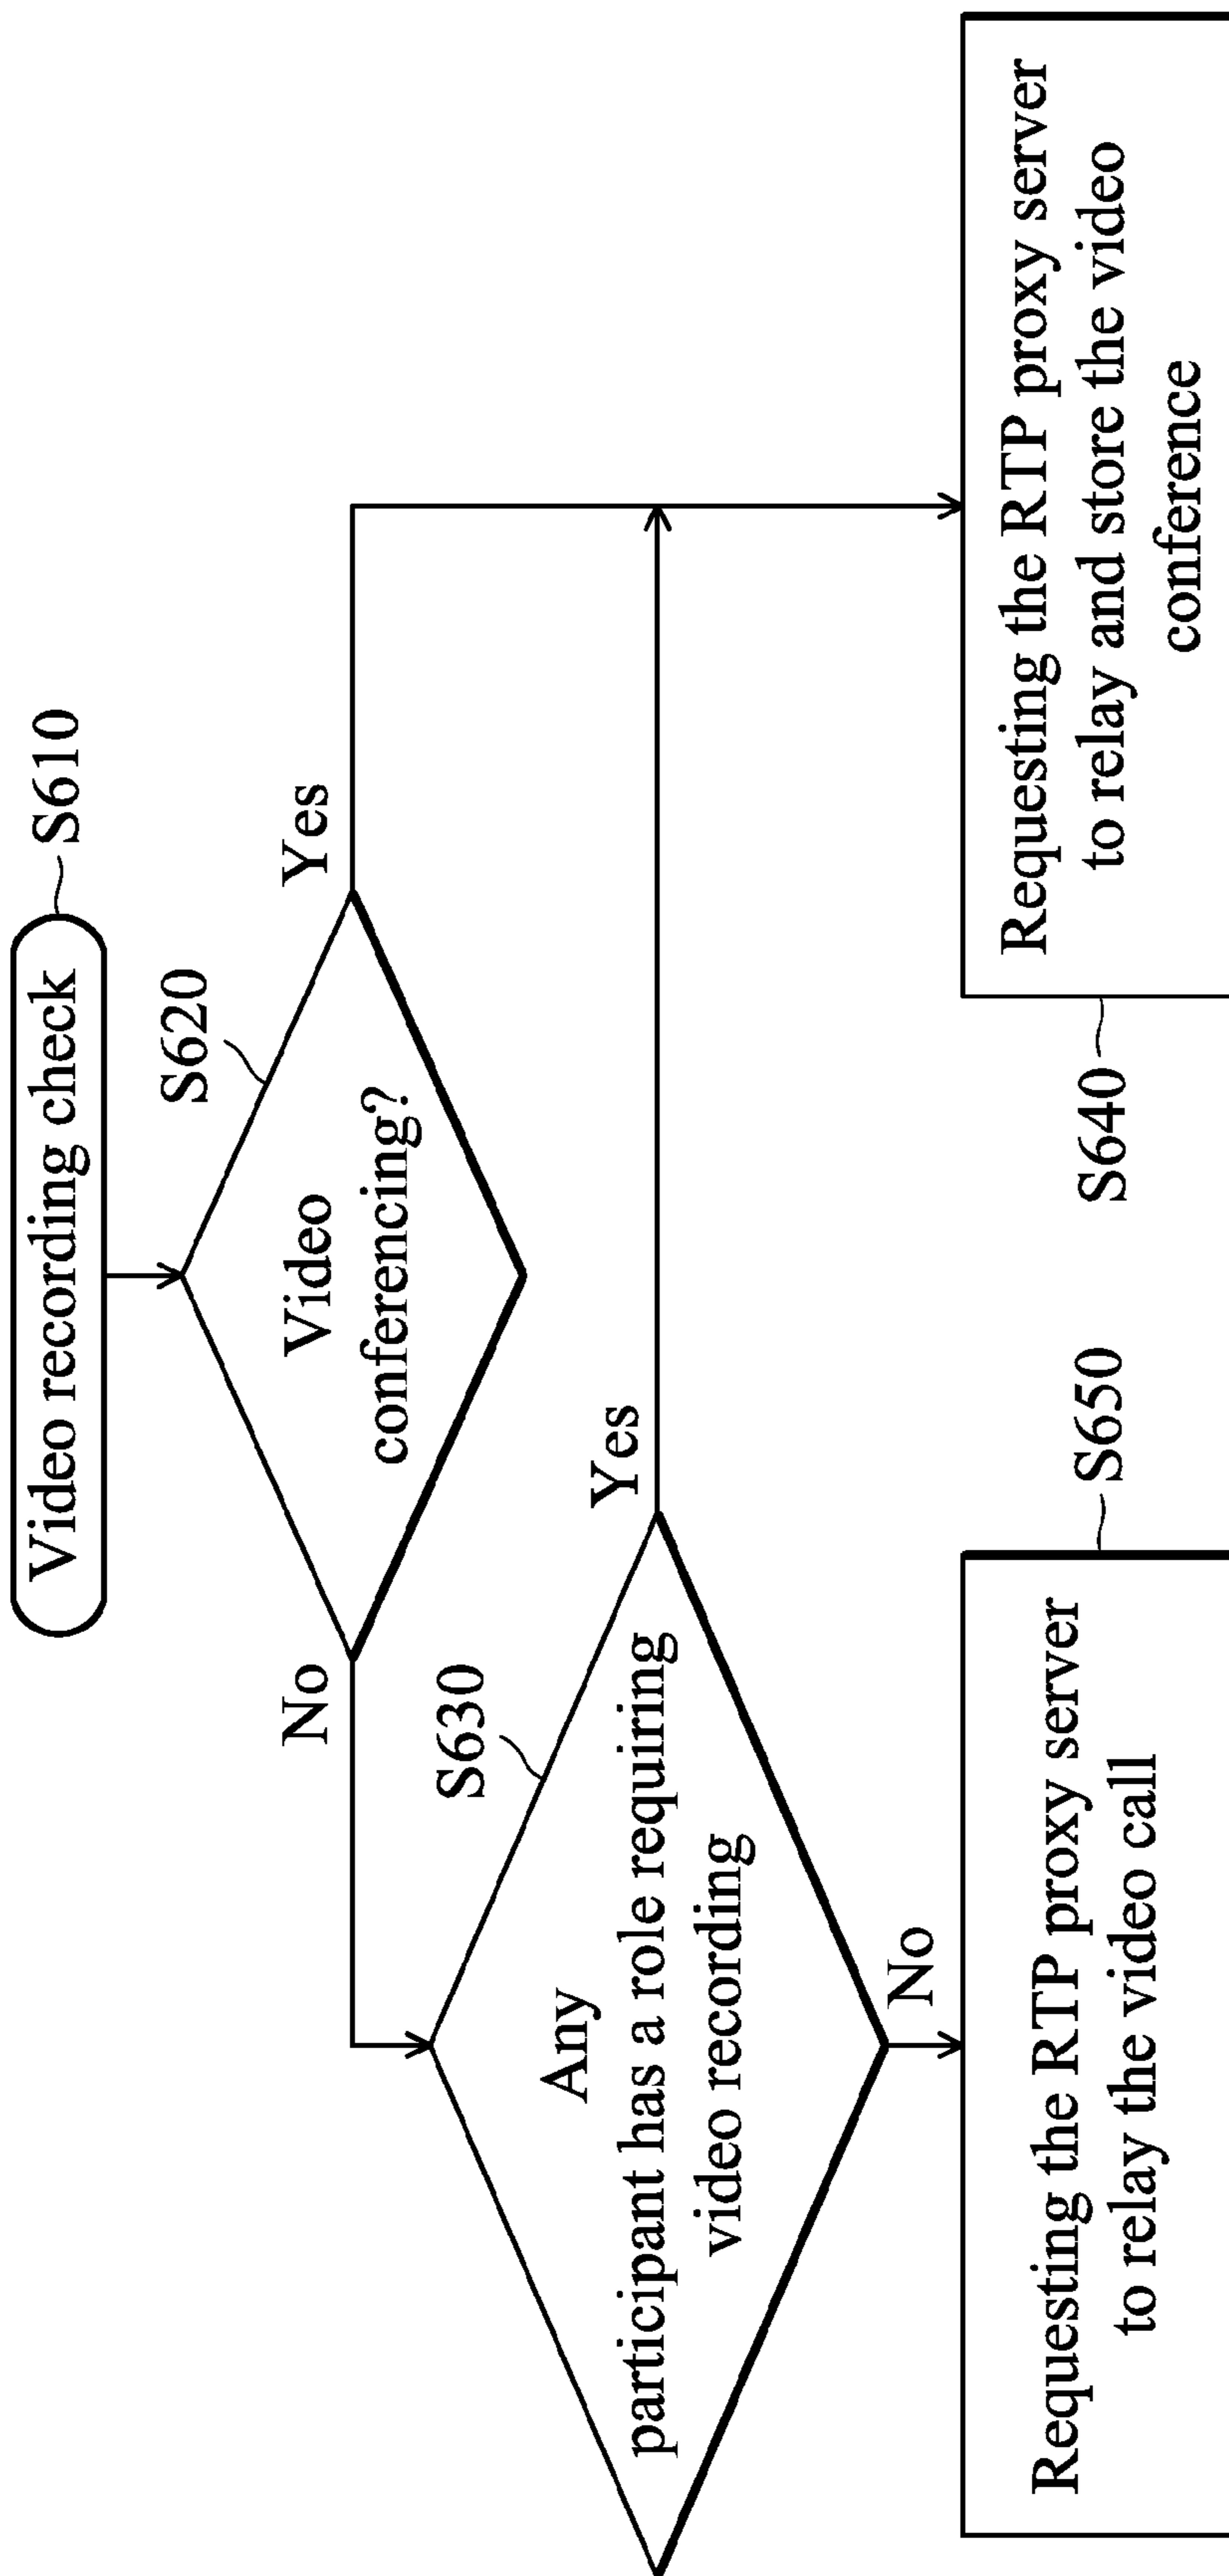 Video recording check
S610
S620
Video
conferencing?
Yes
No
S630
Any
participant has a role requiring
video recording
Yes
No
S650
Requesting the RTP proxy server
to relay the video call
S640
Requesting the RTP proxy server
to relay and store the video
conference